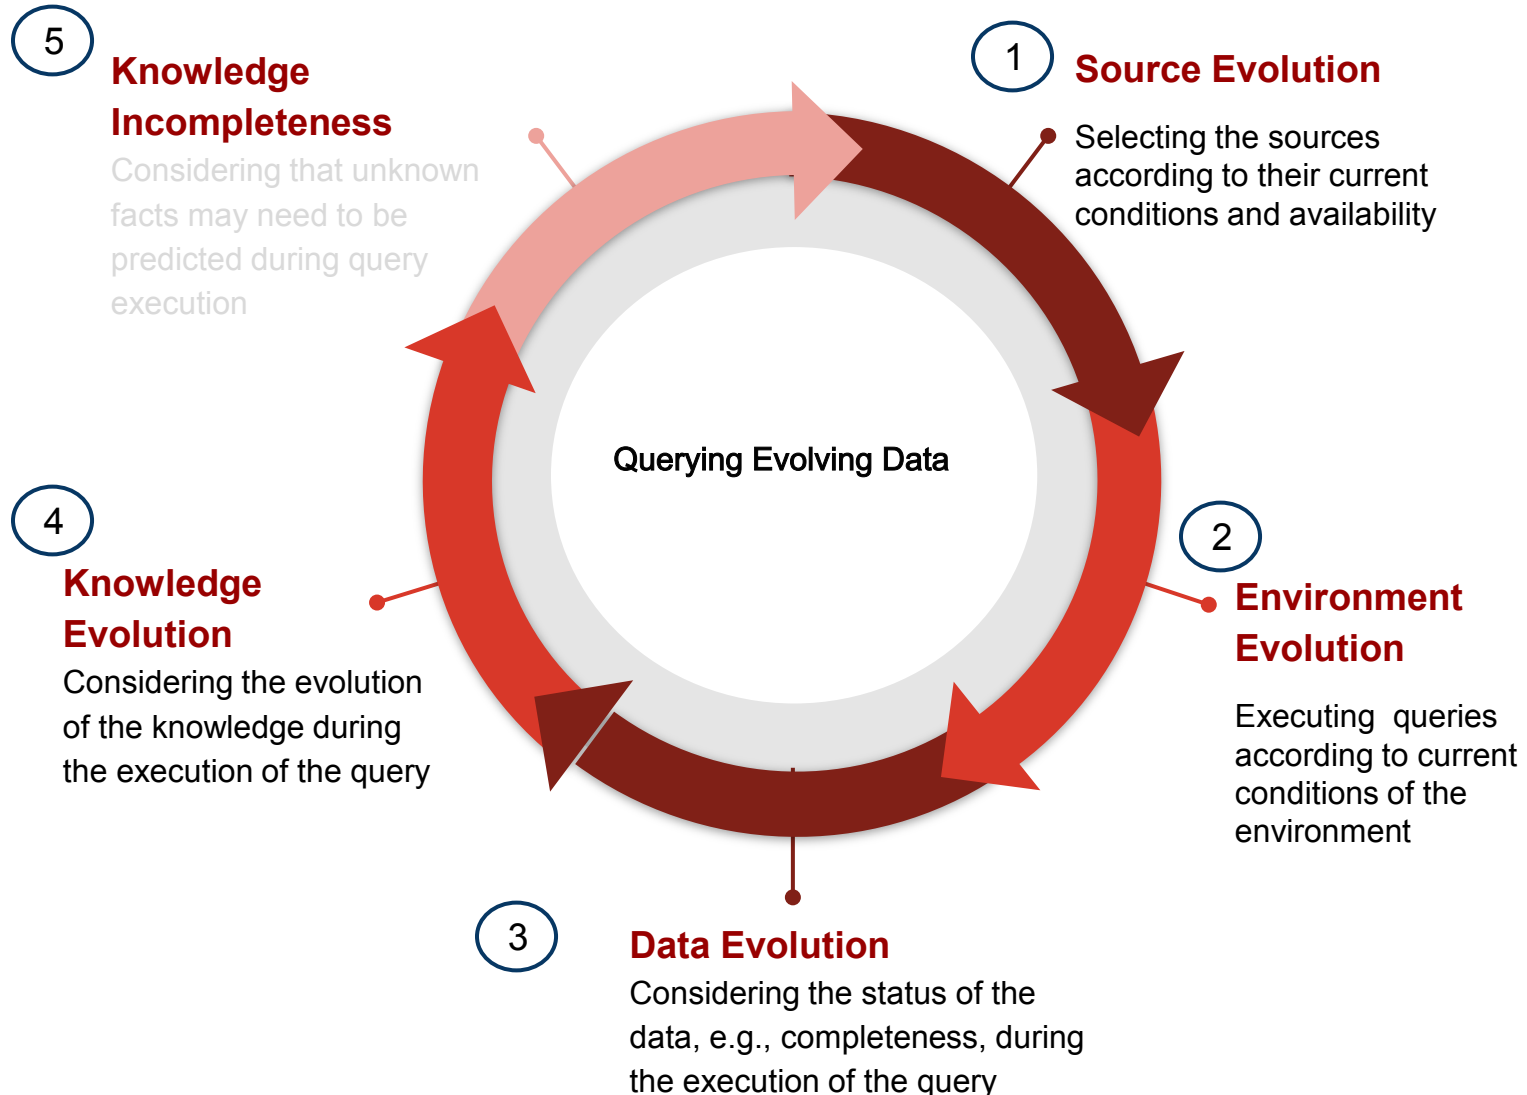 1
Source Evolution
Selecting the sources
according to their current
conditions and availability
2
Environment
Evolution
Executing  queries
according to current
conditions of the
environment
3
Data Evolution
Considering the status of the
data, e.g., completeness, during
the execution of the query
4
Knowledge
Evolution
Considering the evolution
of the knowledge during
the execution of the query
5
Knowledge
Incompleteness
Considering that unknown
facts may need to be
predicted during query
execution
Querying Evolving Data